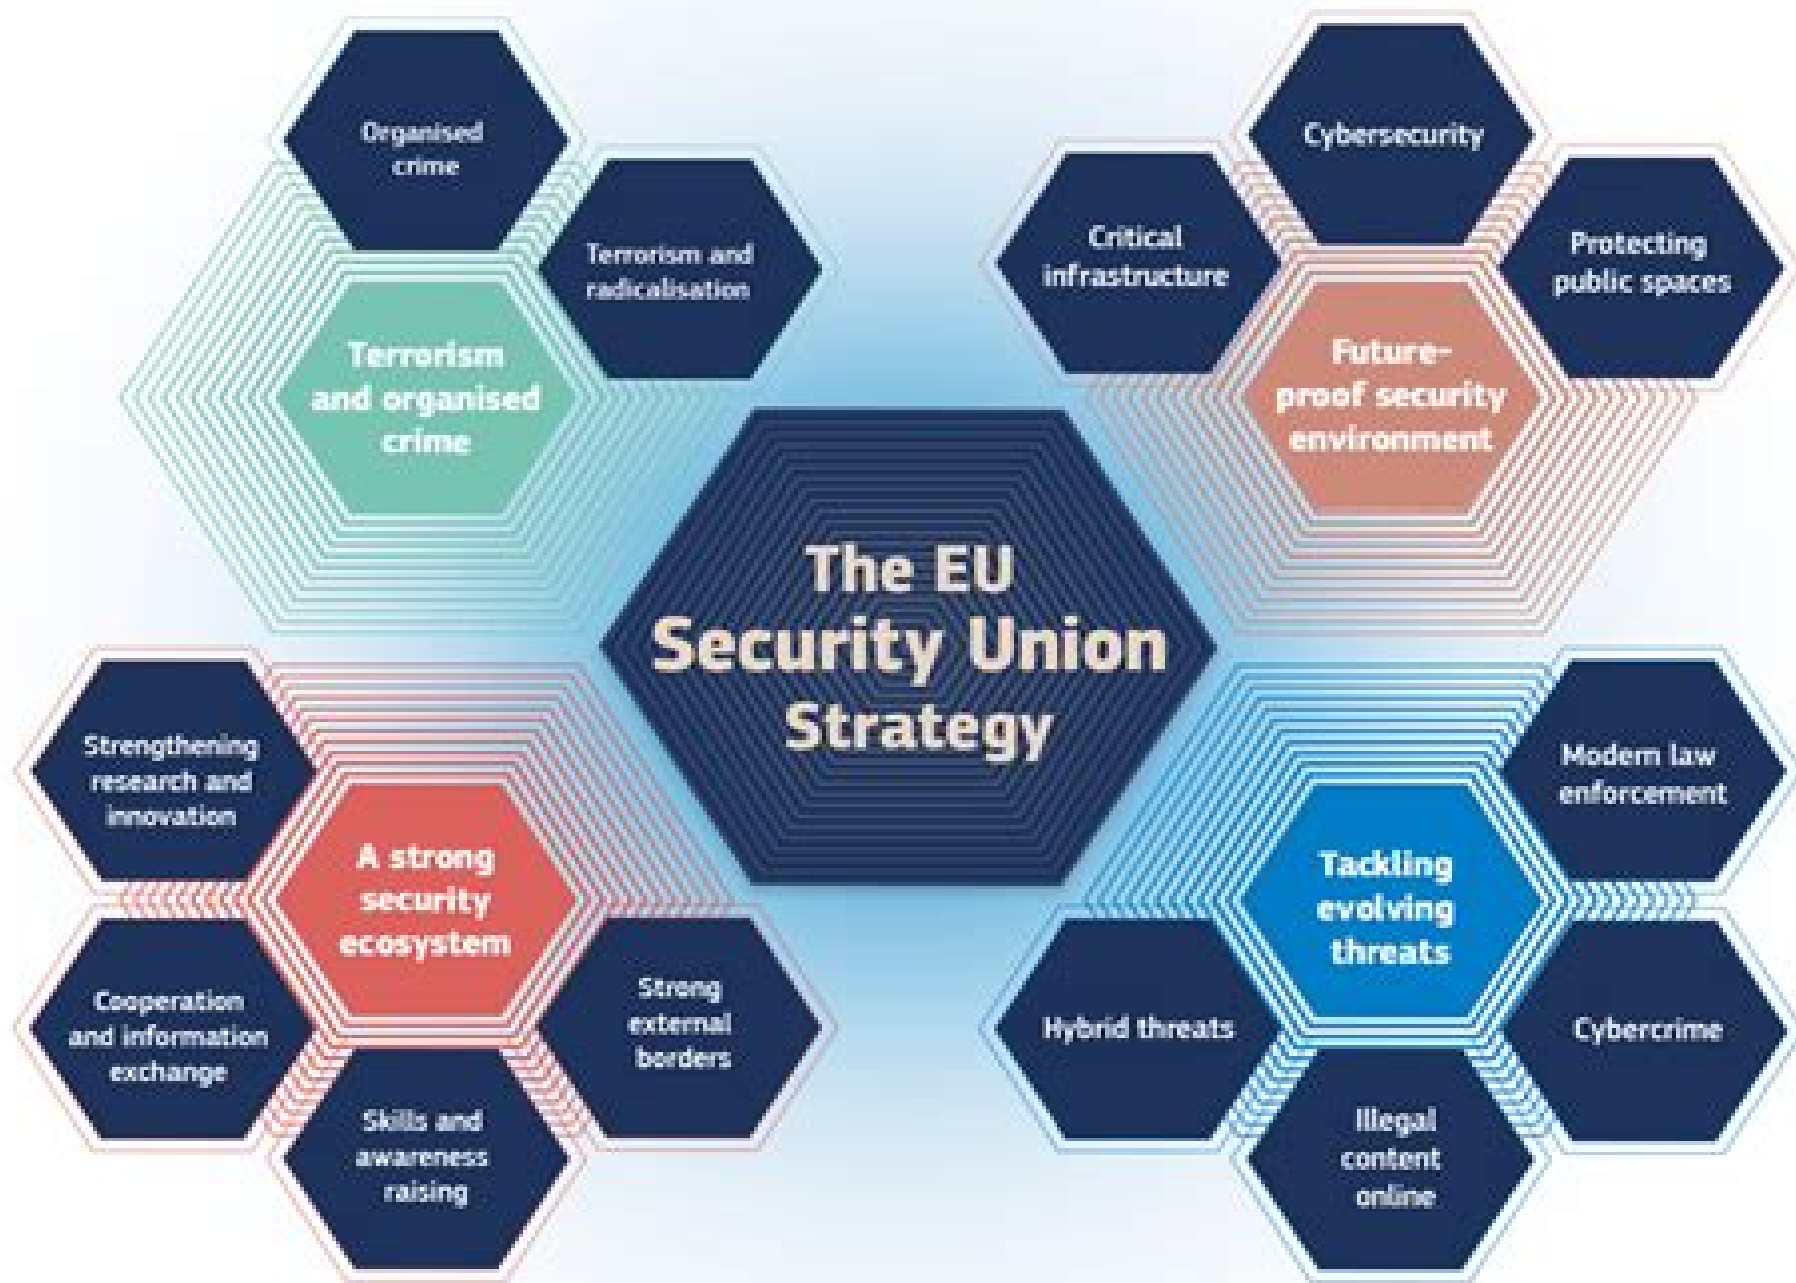 Organised
crime
Terrorism and
radicalisation
Terrorism
and organised
crime
Cybersecurity
Critical
infrastructure
Protecting
public spaces
Future-
proof security
environment
The EU
Security Union
Strategy
Strengthening
research and
innovation
A strong
security
ecosystem
Cooperation
and information
exchange
Skills and
awareness
raising
Strong
external
borders
Modern law
enforcement
Tackling
evolving
threats
Hybrid threats
Cybercrime
Illegal
content
online